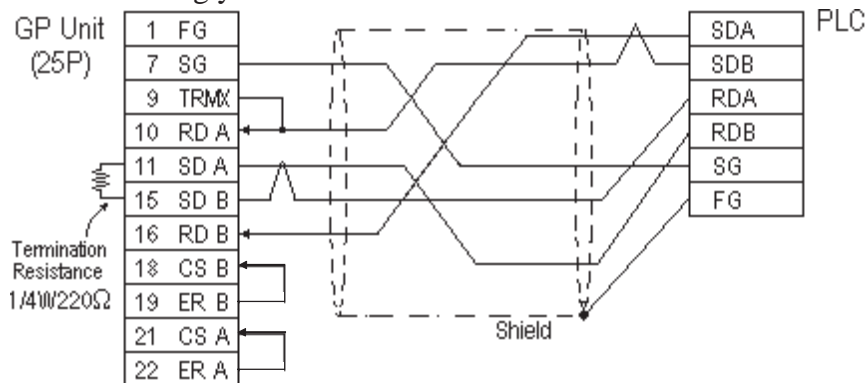 GP Unit
(25P)
1 FG
7 SG
9 TRMX
10 RD A
11 SD A
15 SD B
16 RD B
18 CS B
19 ER B
21 CS A
22 ER A
Termination
Resistance
1/4W220Ω
Shield
PLC
SDA
SDB
RDA
RDB
SG
FG